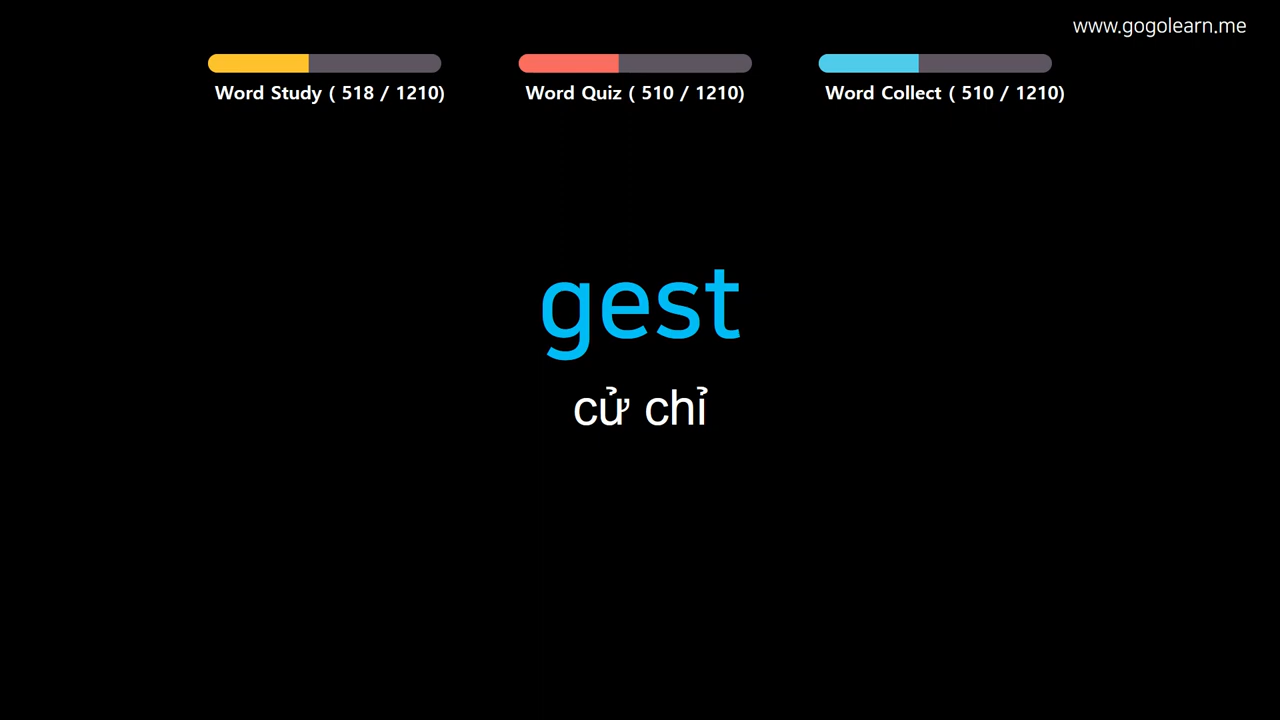 www.gogolearn.me
Word Study ( 518 / 1210)
Word Quiz ( 510 / 1210)
Word Collect ( 510 / 1210)
gest
cử chỉ